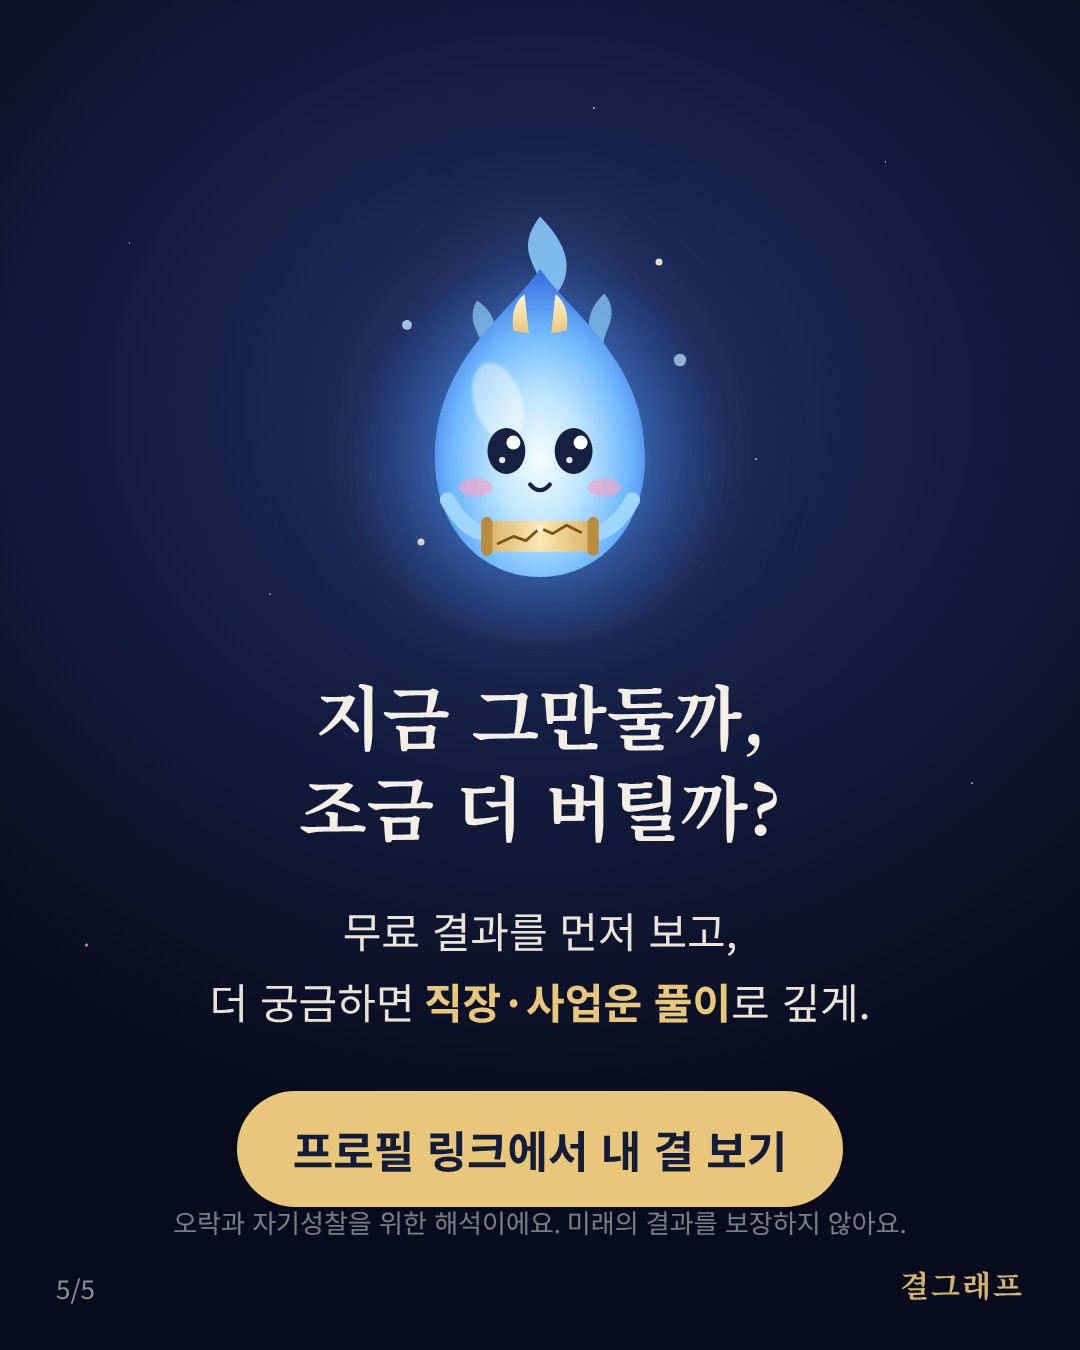 지금 그만둘까,
조금 더 버틸까?
무료 결과를 먼저 보고,
더 궁금하면 직장·사업운 풀이로 깊게.
프로필 링크에서 내 결 보기
오락과 자기성찰을 위한 해석이에요. 미래의 결과를 보장하지 않아요.
5/5
결그래프